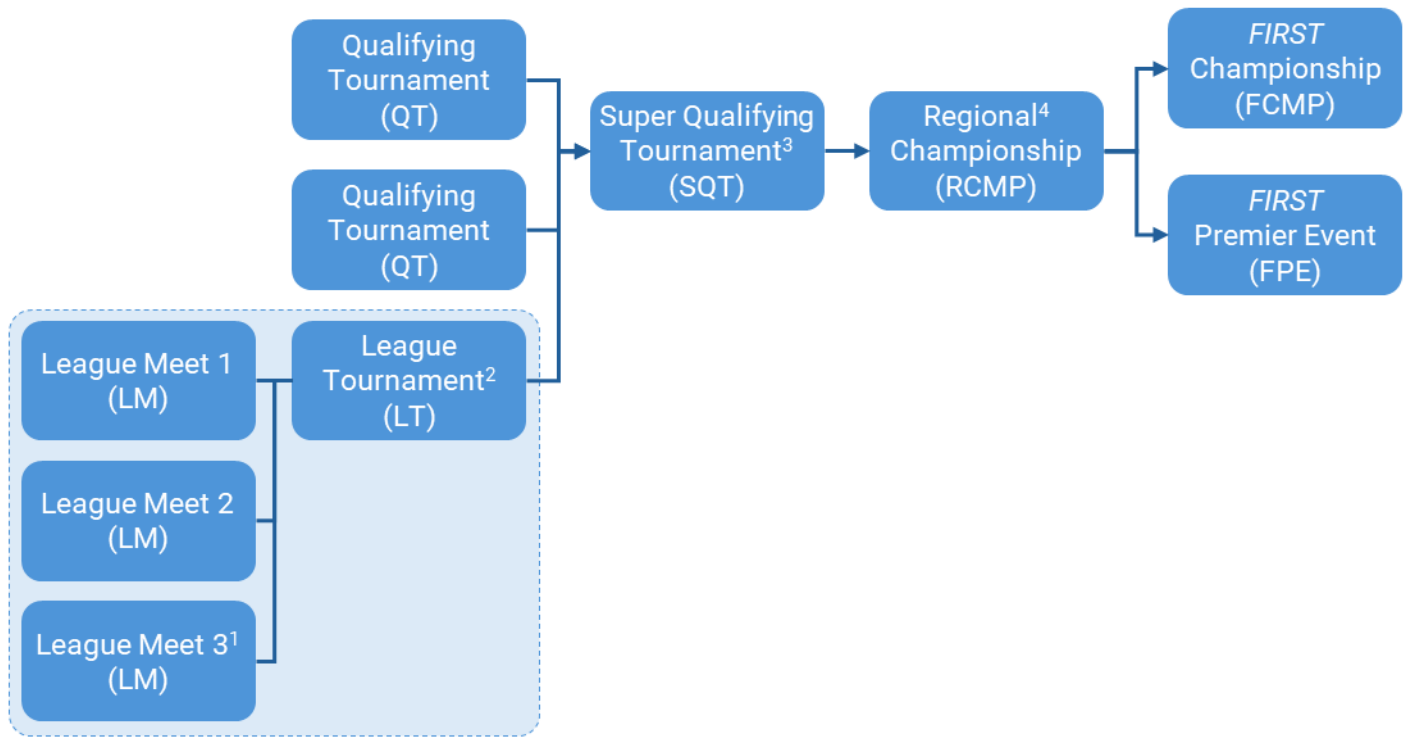 Qualifying
Tournament
(QT)
Qualifying
Tournament
(QT)
League Meet 1
(LM)
League Meet 2
(LM)
League Meet 3¹
(LM)
League
Tournament²
(LT)
Super Qualifying
Tournament³
(SQT)
Regional⁴
Championship
(RCMP)
FIRST
Championship
(FCMP)
FIRST
Premier Event
(FPE)